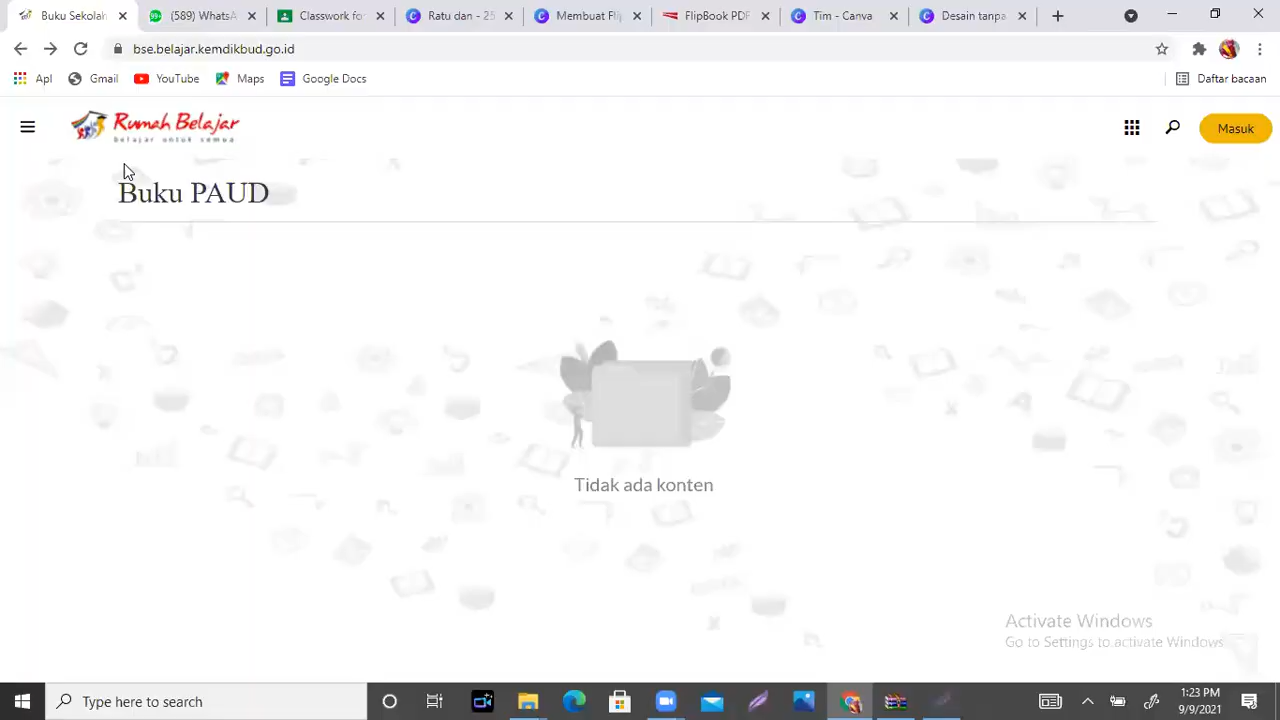 Buku Sekolah
(589) WhatsA
Classwork fo
Ratu dan - 25
Membuat Flip
FlipBook PDF
Tim - Canva
Desain tanpa
bse.belajar.kemdikbud.go.id
Apl
Gmail
YouTube
Maps
Google Docs
Daftar bacaan
Rumah Belajar
belajar untuk semua
Masuk
Buku PAUD
Tidak ada konten
Activate Windows
Go to Settings to activate Windows
Type here to search
1:23 PM
9/9/2021